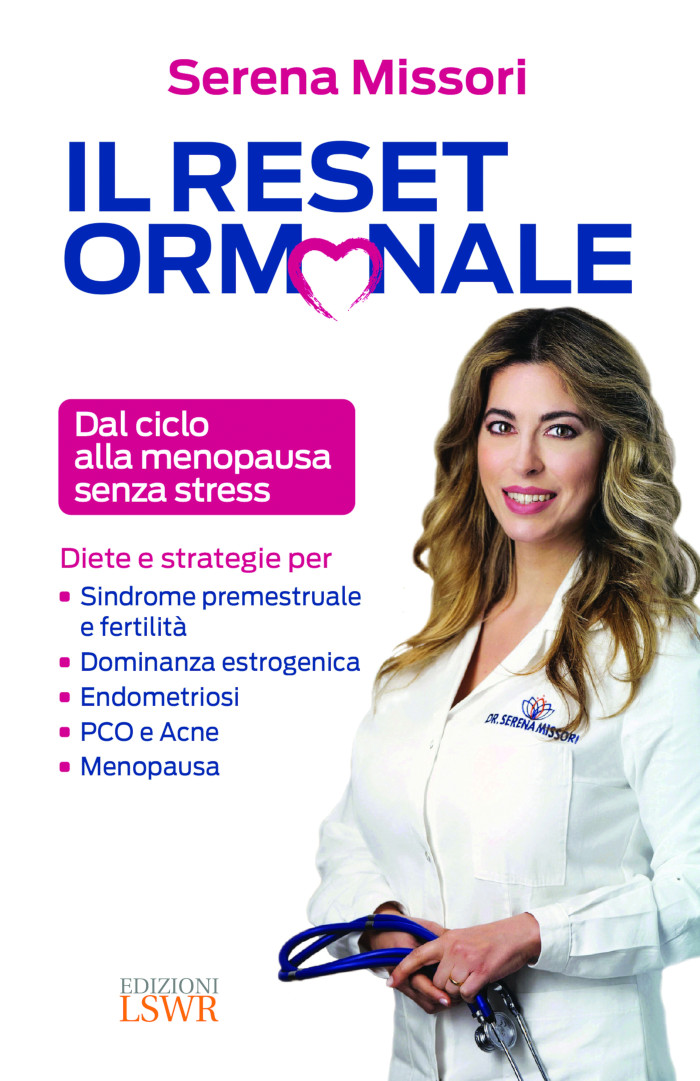 Serena Missori
IL RESET
ORMONALE
Dal ciclo
alla menopausa
senza stress
Diete e strategie per
Sindrome premestruale
e fertilità
Dominanza estrogenica
Endometriosi
PCO e Acne
Menopausa
DR. SERENA MISSORI
EDIZIONI
LSWR